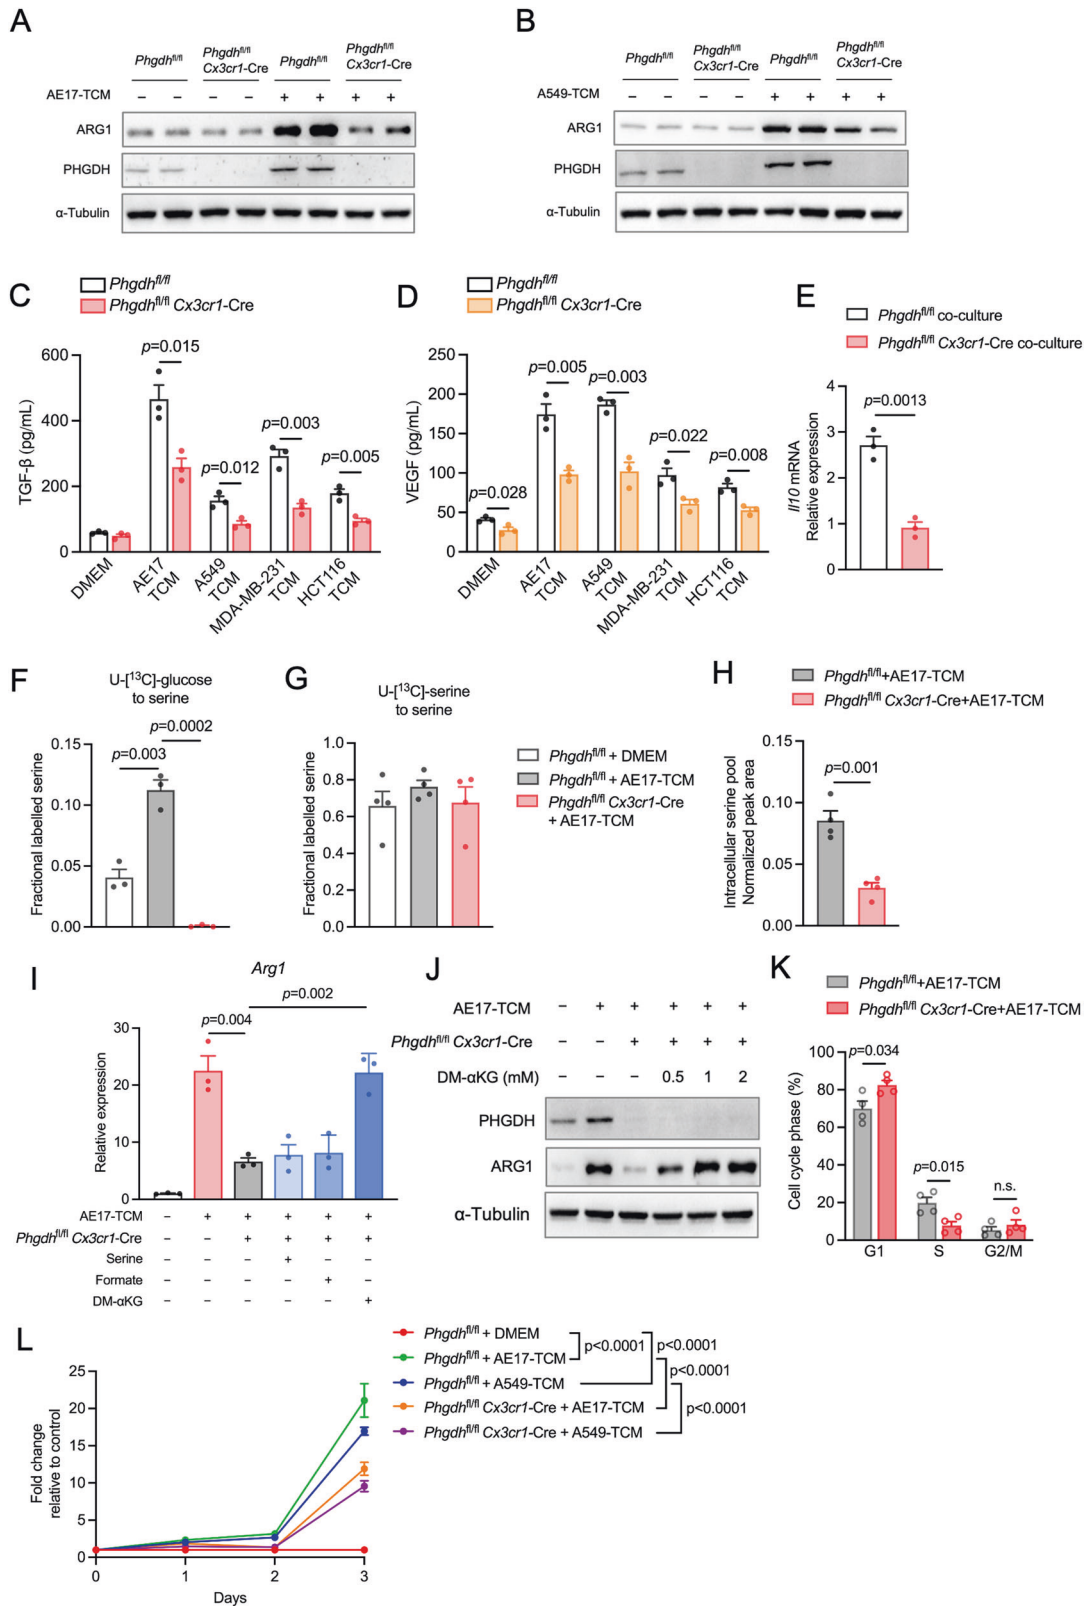 A
Phgdhfl/fl
Phgdhfl/fl
Cx3cr1-Cre
Phgdhfl/fl
Phgdhfl/fl
Cx3cr1-Cre
AE17-TCM – – – – + + + +
ARG1
PHGDH
α-Tubulin
B
Phgdhfl/fl
Phgdhfl/fl
Cx3cr1-Cre
Phgdhfl/fl
Phgdhfl/fl
Cx3cr1-Cre
A549-TCM – – – – + + + +
ARG1
PHGDH
α-Tubulin
C
Phgdhfl/fl
Phgdhfl/fl Cx3cr1-Cre
TGF-β (pg/mL)
600
400
200
0
p=0.015
p=0.012
p=0.003
p=0.005
DMEM
AE17
TCM
A549
TCM
MDA-MB-231
TCM
HCT116
TCM
D
Phgdhfl/fl
Phgdhfl/fl Cx3cr1-Cre
VEGF (pg/mL)
250
200
150
100
50
0
p=0.028
p=0.005
p=0.003
p=0.022
p=0.008
DMEM
AE17
TCM
A549
TCM
MDA-MB-231
TCM
HCT116
TCM
E
Phgdhfl/fl co-culture
Phgdhfl/fl Cx3cr1-Cre co-culture
Il10 mRNA
Relative expression
4
3
2
1
0
p=0.0013
F
U-[13C]-glucose
to serine
p=0.0002
p=0.003
Fractional labelled serine
0.15
0.10
0.05
0.00
G
U-[13C]-serine
to serine
Fractional labelled serine
1.0
0.8
0.6
0.4
0.2
0.0
Phgdhfl/fl + DMEM
Phgdhfl/fl + AE17-TCM
Phgdhfl/fl Cx3cr1-Cre
+ AE17-TCM
H
Phgdhfl/fl+AE17-TCM
Phgdhfl/fl Cx3cr1-Cre+AE17-TCM
Intracellular serine pool
Normalized peak area
0.15
0.10
0.05
0.00
p=0.001
I
Arg1
p=0.002
p=0.004
Relative expression
30
20
10
0
AE17-TCM – + + + + +
Phgdhfl/fl Cx3cr1-Cre – – + + + +
Serine – – – + – –
Formate – – – – + –
DM-αKG – – – – – +
J
AE17-TCM – + + + + +
Phgdhfl/fl Cx3cr1-Cre – – + + + +
DM-αKG (mM) – – – 0.5 1 2
PHGDH
ARG1
α-Tubulin
K
Phgdhfl/fl+AE17-TCM
Phgdhfl/fl Cx3cr1-Cre+AE17-TCM
Cell cycle phase (%)
100
80
60
40
20
0
p=0.034
p=0.015
n.s.
G1 S G2/M
L
Phgdhfl/fl + DMEM
Phgdhfl/fl + AE17-TCM
Phgdhfl/fl + A549-TCM
Phgdhfl/fl Cx3cr1-Cre + AE17-TCM
Phgdhfl/fl Cx3cr1-Cre + A549-TCM
p<0.0001
p<0.0001
p<0.0001
p<0.0001
Fold change
relative to control
25
20
15
10
5
0
0 1 2 3
Days